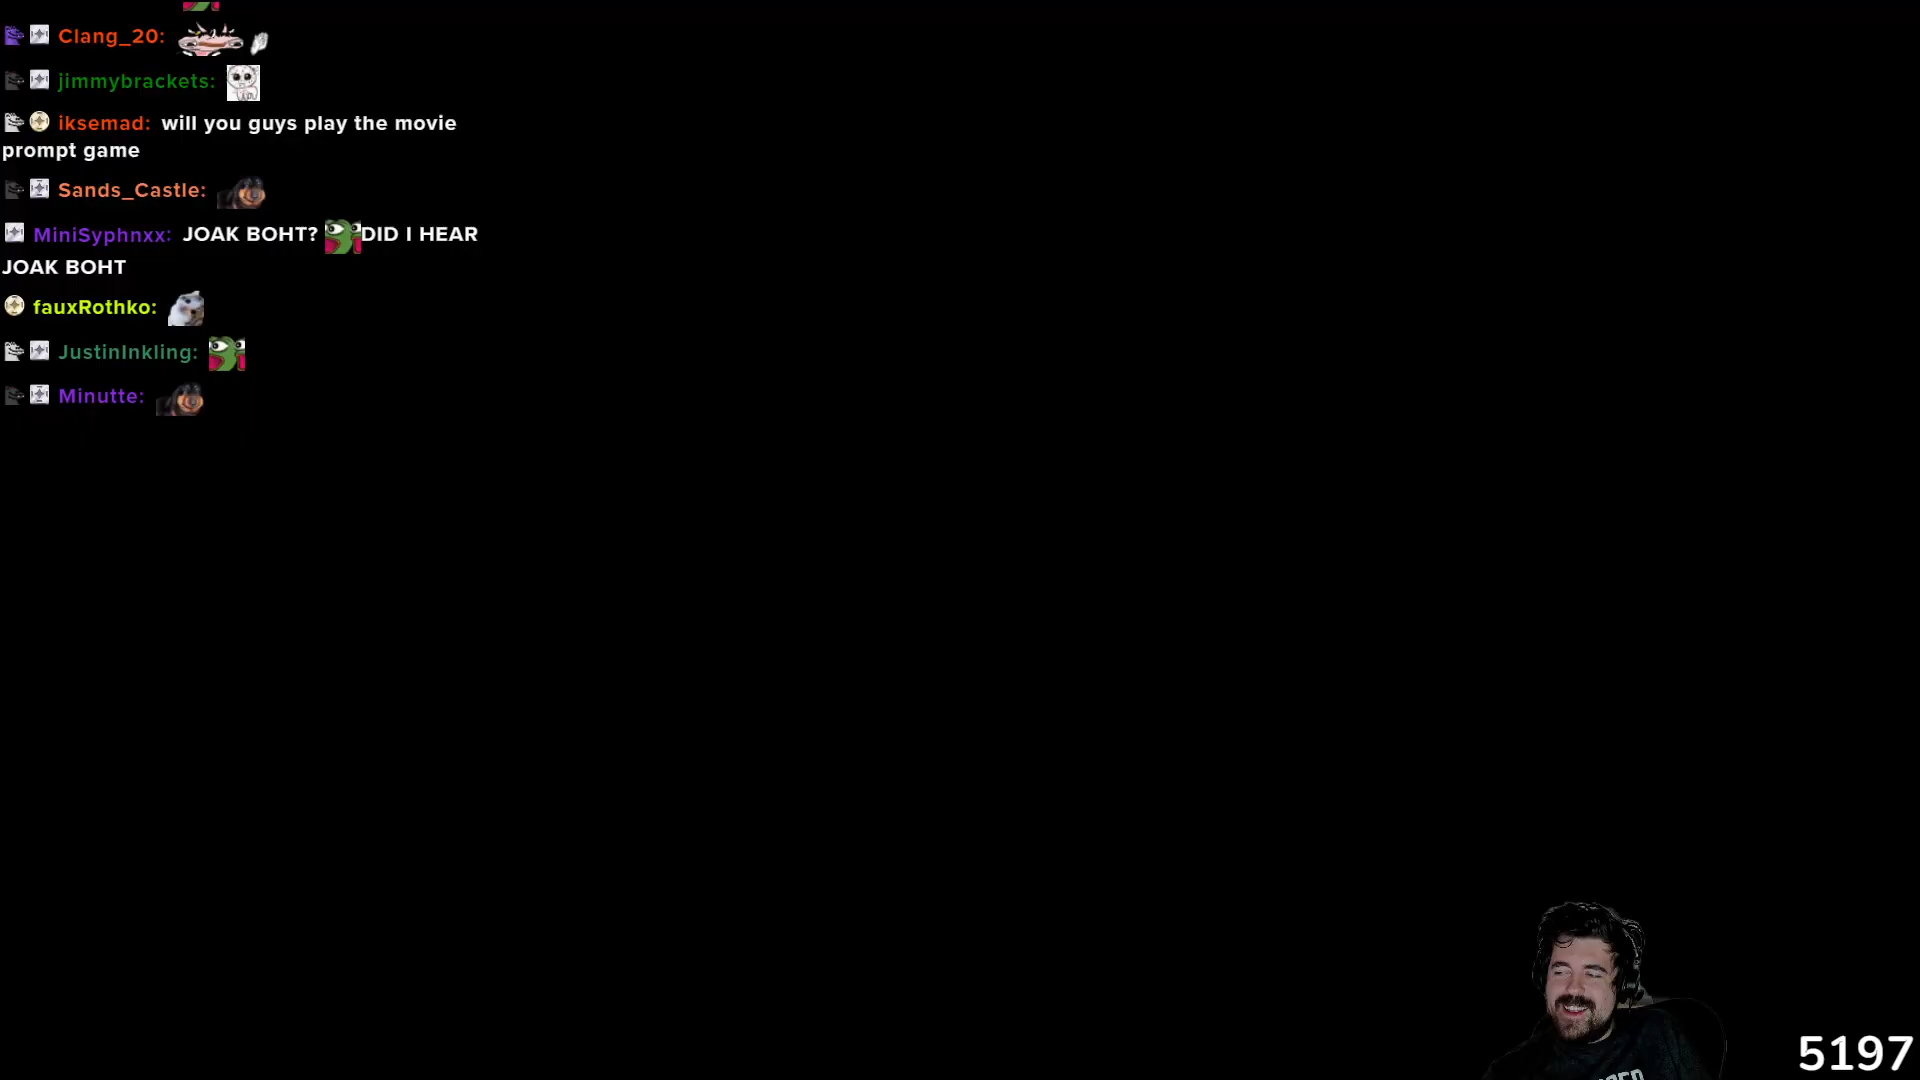 Clang_20:
jimmybrackets:
iksemad: will you guys play the movie
prompt game
Sands_Castle:
MiniSyphnxx: JOAK BOHT? DID I HEAR
JOAK BOHT
fauxRothko:
JustinInkling:
Minutte:
5197